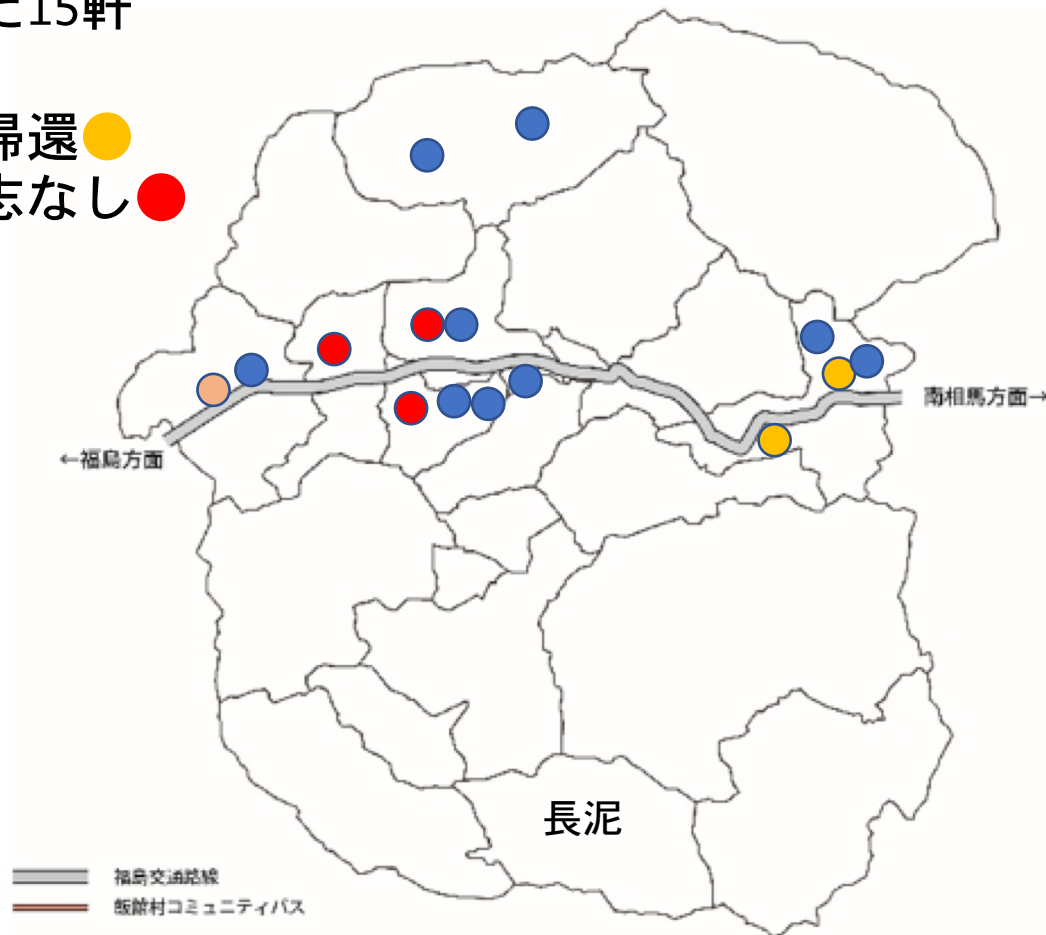 に15軒
帰還
志なし
南相馬方面→
←福島方面
長泥
福島交通路線
飯舘村コミュニティバス